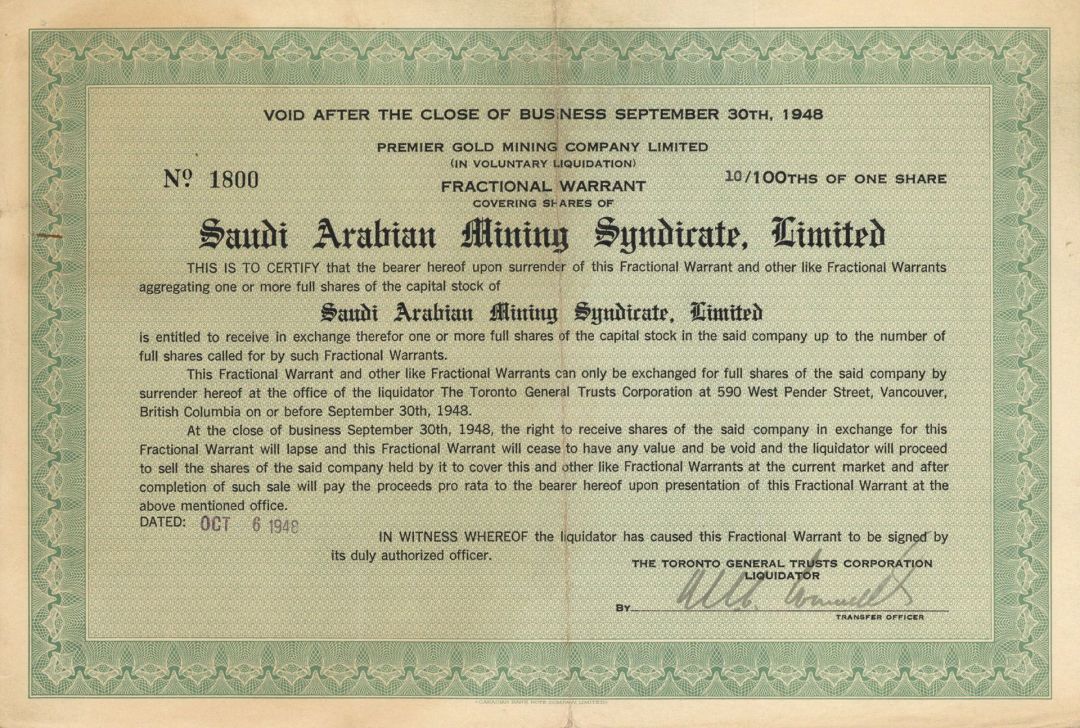 VOID AFTER THE CLOSE OF BUSINESS SEPTEMBER 30TH, 1948
PREMIER GOLD MINING COMPANY LIMITED
(IN VOLUNTARY LIQUIDATION)
Nº 1800
FRACTIONAL WARRANT
10/100THS OF ONE SHARE
COVERING SHARES OF
Saudi Arabian Mining Syndicate, Limited
THIS IS TO CERTIFY that the bearer hereof upon surrender of this Fractional Warrant and other like Fractional Warrants
aggregating one or more full shares of the capital stock of
Saudi Arabian Mining Syndicate, Limited
is entitled to receive in exchange therefor one or more full shares of the capital stock in the said company up to the number of
full shares called for by such Fractional Warrants.
This Fractional Warrant and other like Fractional Warrants can only be exchanged for full shares of the said company by
surrender hereof at the office of the liquidator The Toronto General Trusts Corporation at 590 West Pender Street, Vancouver,
British Columbia on or before September 30th, 1948.
At the close of business September 30th, 1948, the right to receive shares of the said company in exchange for this
Fractional Warrant will lapse and this Fractional Warrant will cease to have any value and be void and the liquidator will proceed
to sell the shares of the said company held by it to cover this and other like Fractional Warrants at the current market and after
completion of such sale will pay the proceeds pro rata to the bearer hereof upon presentation of this Fractional Warrant at the
above mentioned office.
DATED: OCT 6 1948
IN WITNESS WHEREOF the liquidator has caused this Fractional Warrant to be signed by
its duly authorized officer.
THE TORONTO GENERAL TRUSTS CORPORATION
LIQUIDATOR
BY
TRANSFER OFFICER
CANADIAN BANK NOTE COMPANY, LIMITED